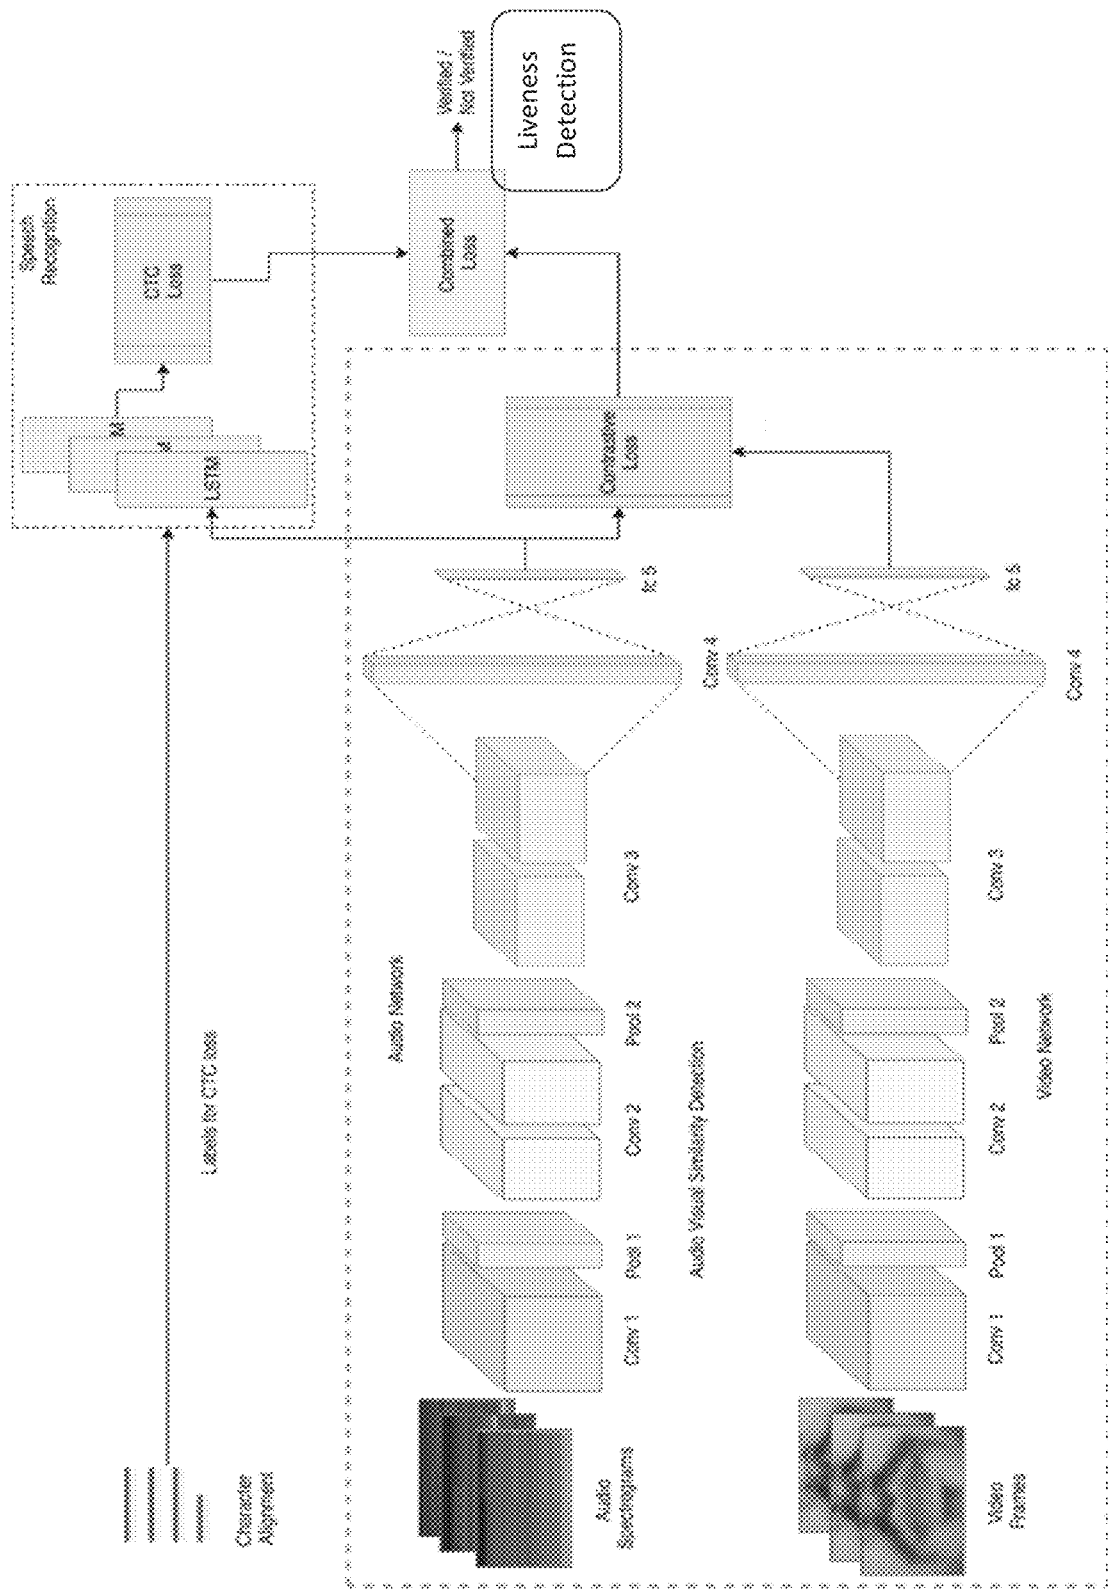 Character
Alignment
Labels for CTC loss
Speech
Recognition
LSTM
M
CTC
Loss
Combined
Loss
Verified /
Not Verified
Liveness
Detection
Audio Network
Audio
Spectrograms
Conv 1
Pool 1
Conv 2
Pool 2
Conv 3
Conv 4
fc 5
Contrastive
Loss
Audio Visual Similarity Detection
Video
Frames
Conv 1
Pool 1
Conv 2
Pool 2
Conv 3
Conv 4
fc 5
Video Network